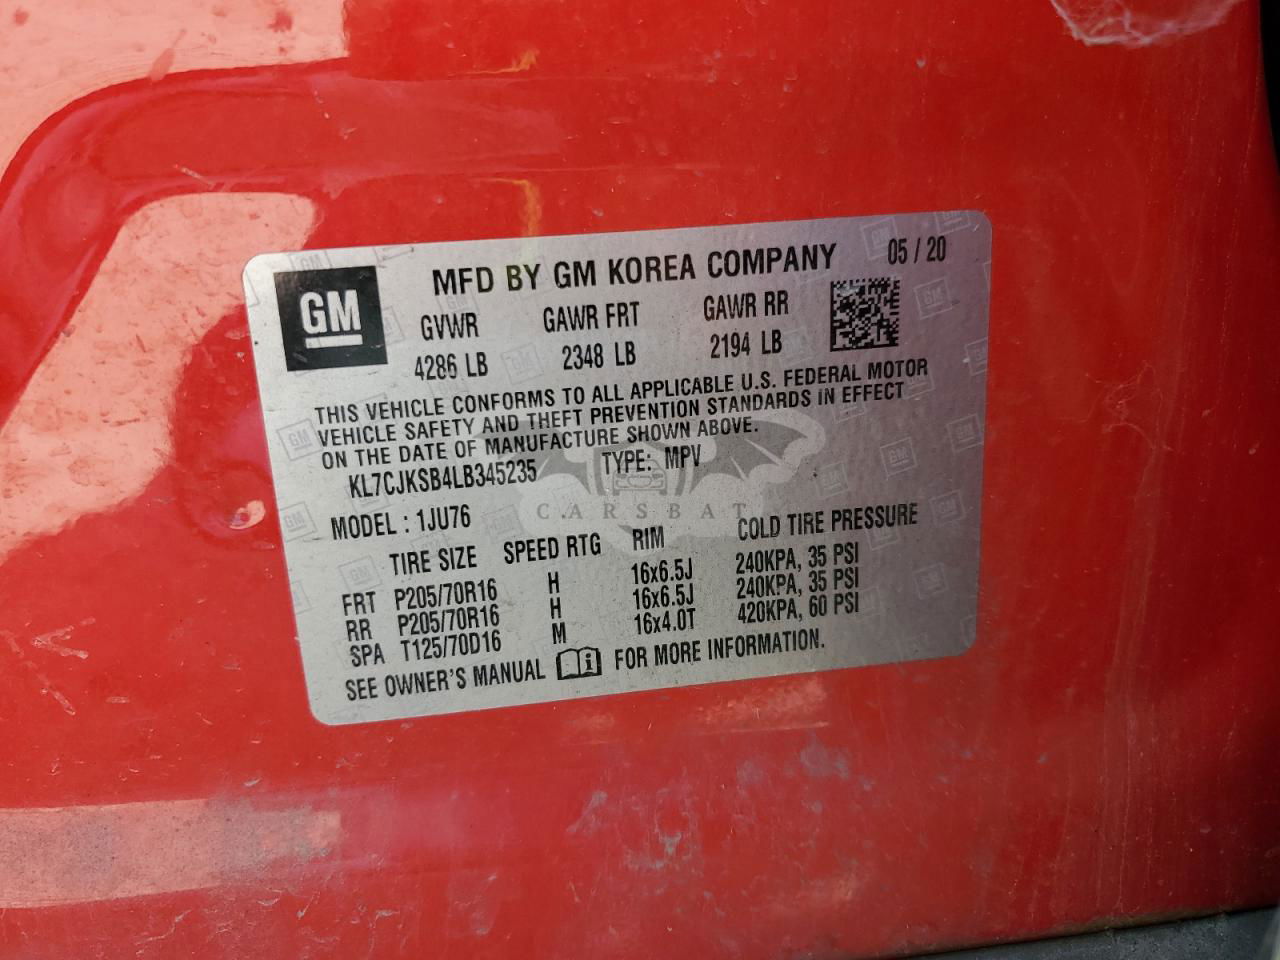 GM
MFD BY GM KOREA COMPANY 05 / 20
GVWR GAWR FRT GAWR RR
4286 LB 2348 LB 2194 LB
THIS VEHICLE CONFORMS TO ALL APPLICABLE U.S. FEDERAL MOTOR
VEHICLE SAFETY AND THEFT PREVENTION STANDARDS IN EFFECT
ON THE DATE OF MANUFACTURE SHOWN ABOVE.
KL7CJKSB4LB345235 TYPE: MPV
CARSBAT
MODEL : 1JU76
TIRE SIZE SPEED RTG RIM COLD TIRE PRESSURE
FRT P205/70R16 H 16x6.5J 240KPA, 35 PSI
RR P205/70R16 H 16x6.5J 240KPA, 35 PSI
SPA T125/70D16 M 16x4.0T 420KPA, 60 PSI
SEE OWNER'S MANUAL i FOR MORE INFORMATION.